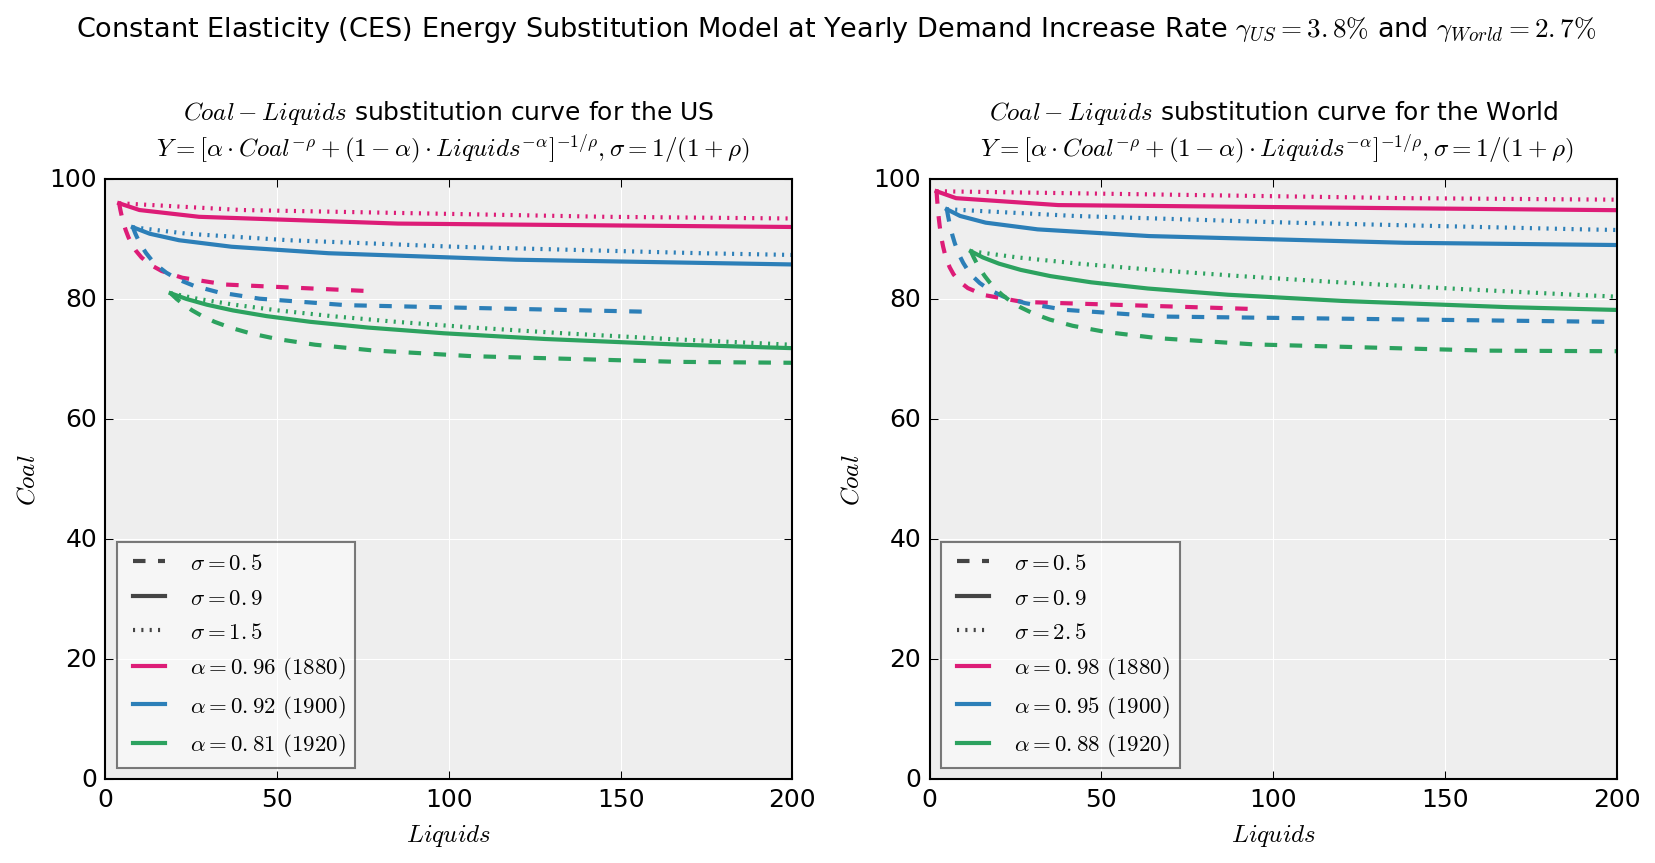 Constant Elasticity (CES) Energy Substitution Model at Yearly Demand Increase Rate γ_US = 3.8% and γ_World = 2.7%
Coal − Liquids substitution curve for the US
Y = [α · Coal^−ρ + (1 − α) · Liquids^−α]^−1/ρ, σ = 1/(1 + ρ)
100
80
60
40
20
0
Coal
σ = 0.5
σ = 0.9
σ = 1.5
α = 0.96 (1880)
α = 0.92 (1900)
α = 0.81 (1920)
0 50 100 150 200
Liquids
Coal − Liquids substitution curve for the World
Y = [α · Coal^−ρ + (1 − α) · Liquids^−α]^−1/ρ, σ = 1/(1 + ρ)
100
80
60
40
20
0
Coal
σ = 0.5
σ = 0.9
σ = 2.5
α = 0.98 (1880)
α = 0.95 (1900)
α = 0.88 (1920)
0 50 100 150 200
Liquids